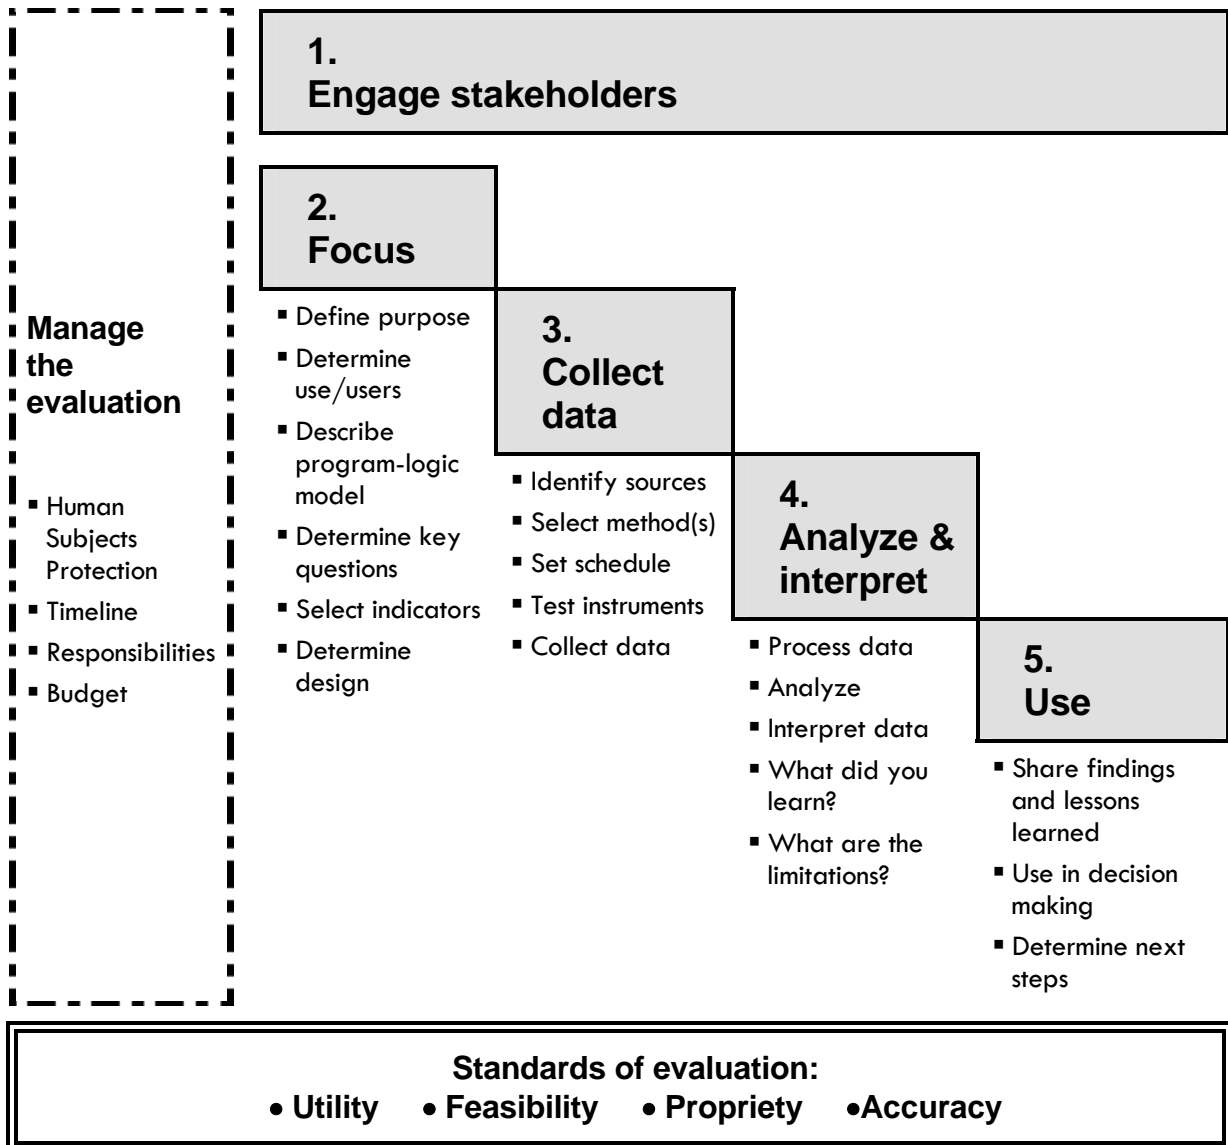 1.
Engage stakeholders
Manage
the
evaluation
▪ Human
Subjects
Protection
▪ Timeline
▪ Responsibilities
▪ Budget
2.
Focus
▪ Define purpose
▪ Determine
use/users
▪ Describe
program-logic
model
▪ Determine key
questions
▪ Select indicators
▪ Determine
design
3.
Collect
data
▪ Identify sources
▪ Select method(s)
▪ Set schedule
▪ Test instruments
▪ Collect data
4.
Analyze &
interpret
▪ Process data
▪ Analyze
▪ Interpret data
▪ What did you
learn?
▪ What are the
limitations?
5.
Use
▪ Share findings
and lessons
learned
▪ Use in decision
making
▪ Determine next
steps
Standards of evaluation:
• Utility • Feasibility • Propriety •Accuracy